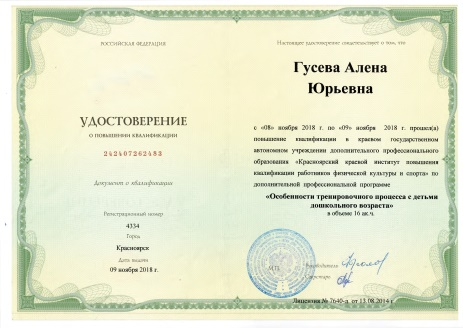 РОССИЙСКАЯ ФЕДЕРАЦИЯ
УДОСТОВЕРЕНИЕ
О ПОВЫШЕНИИ КВАЛИФИКАЦИИ
242407262483
Документ о квалификации
Регистрационный номер
4334
Город
Красноярск
Дата выдачи
09 ноября 2018 г.
Настоящее удостоверение свидетельствует о том, что
Гусева Алена
Юрьевна
с «08» ноября 2018 г. по «09» ноября 2018 г. прошел(а)
повышение квалификации в краевом государственном
автономном учреждении дополнительного профессионального
образования «Красноярский краевой институт повышения
квалификации работников физической культуры и спорта» по
дополнительной профессиональной программе
«Особенности тренировочного процесса с детьми
дошкольного возраста»
в объеме 16 ак.ч.
М.П.
Руководитель
Секретарь
Лицензия № 7640-л от 13.08.2014 г.